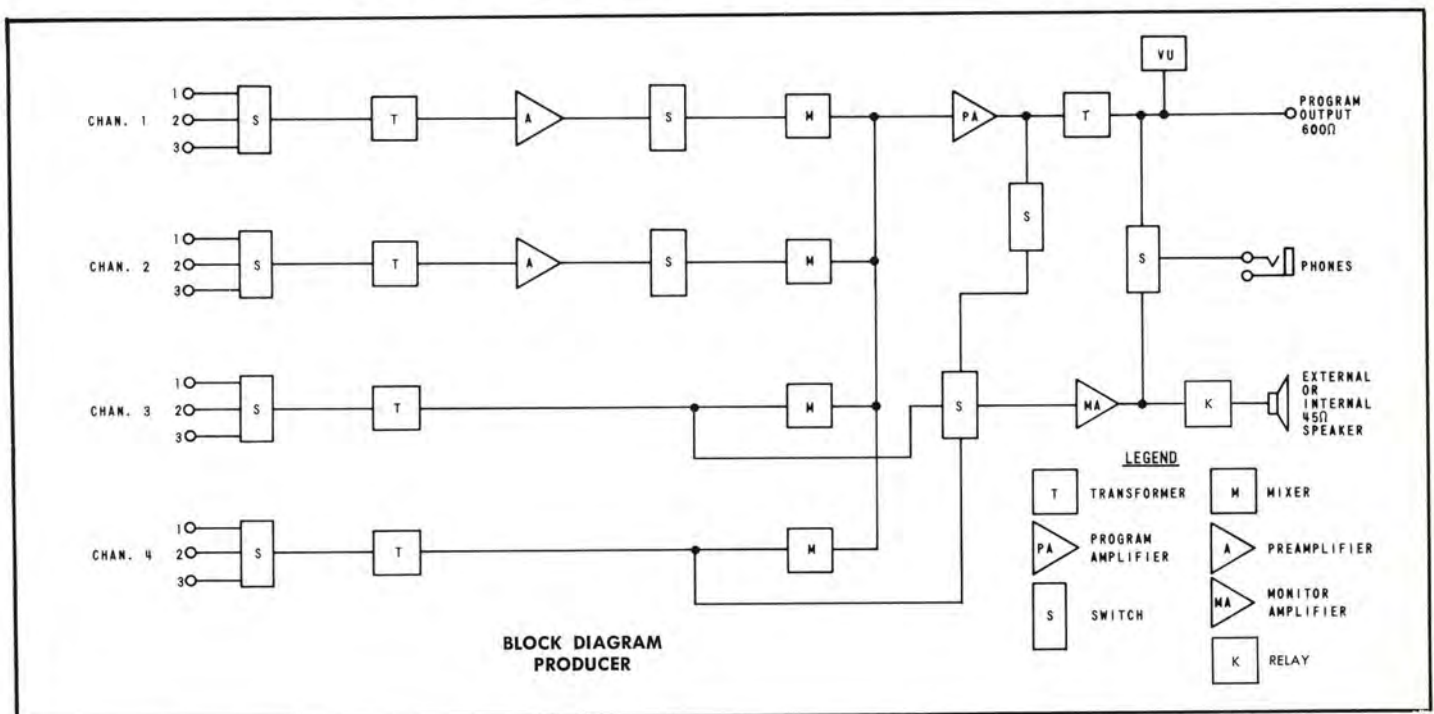 VU
CHAN. 1
1
2
3
S
T
A
S
M
PA
T
PROGRAM
OUTPUT
600Ω
S
CHAN. 2
1
2
3
S
T
A
S
M
S
PHONES
CHAN. 3
1
2
3
S
T
M
S
MA
K
EXTERNAL
OR
INTERNAL
45Ω
SPEAKER
CHAN. 4
1
2
3
S
T
M
LEGEND
T TRANSFORMER
M MIXER
PA PROGRAM
AMPLIFIER
A PREAMPLIFIER
S SWITCH
MA MONITOR
AMPLIFIER
K RELAY
BLOCK DIAGRAM
PRODUCER